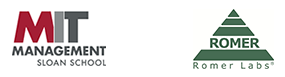 MIT
MANAGEMENT
SLOAN SCHOOL
ROMER
Romer Labs®